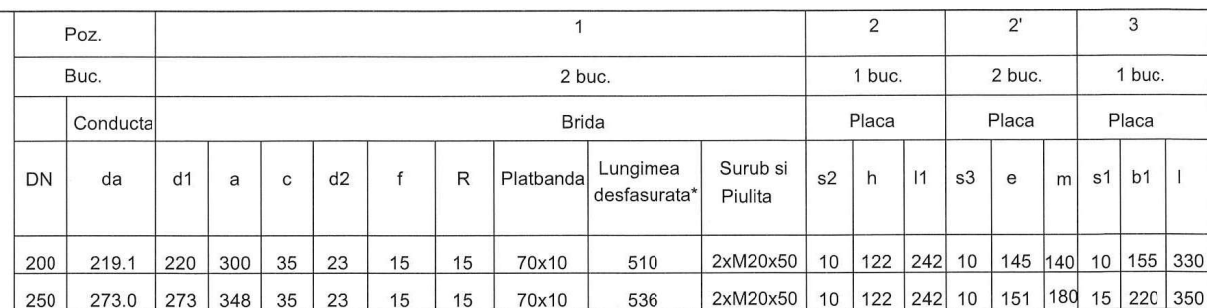 Poz. 1 2 2' 3
Buc. 2 buc. 1 buc. 2 buc. 1 buc.
Conducta Brida Placa Placa Placa
DN da d1 a c d2 f R Platbanda Lungimea desfasurata* Surub si Piulita s2 h l1 s3 e m s1 b1 l
200 219.1 220 300 35 23 15 15 70x10 510 2xM20x50 10 122 242 10 145 140 10 155 330
250 273.0 273 348 35 23 15 15 70x10 536 2xM20x50 10 122 242 10 151 180 15 220 350